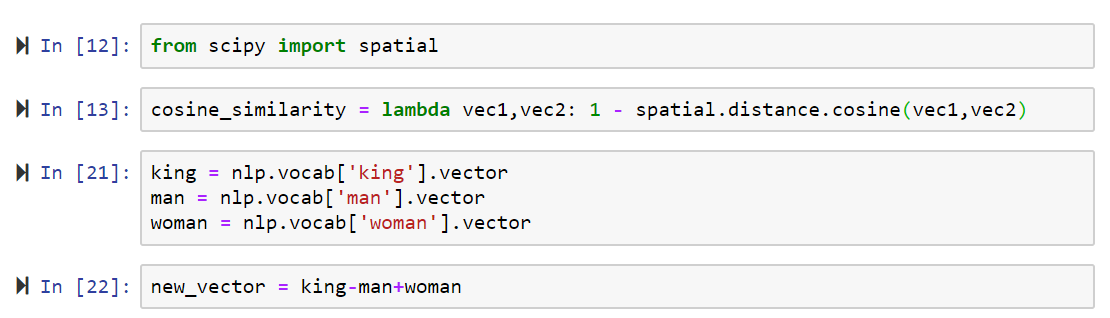 In [12]: from scipy import spatial
In [13]: cosine_similarity = lambda vec1,vec2: 1 - spatial.distance.cosine(vec1,vec2)
In [21]: king = nlp.vocab['king'].vector
man = nlp.vocab['man'].vector
woman = nlp.vocab['woman'].vector
In [22]: new_vector = king-man+woman